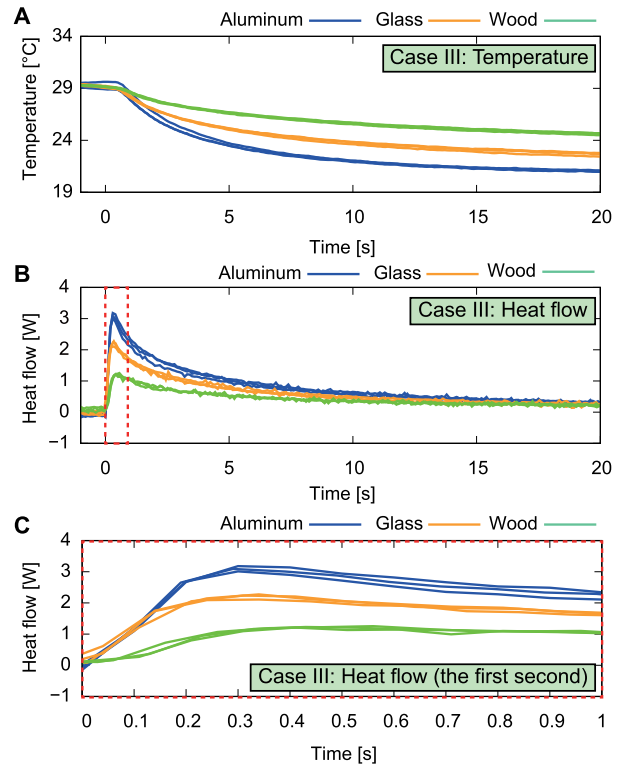 A
Aluminum Glass Wood
34
29
24
19
Temperature [°C]
Case III: Temperature
0 5 10 15 20
Time [s]
B
Aluminum Glass Wood
4
3
2
1
0
−1
Heat flow [W]
Case III: Heat flow
0 5 10 15 20
Time [s]
C
Aluminum Glass Wood
4
3
2
1
0
−1
Heat flow [W]
Case III: Heat flow (the first second)
0 0.1 0.2 0.3 0.4 0.5 0.6 0.7 0.8 0.9 1
Time [s]